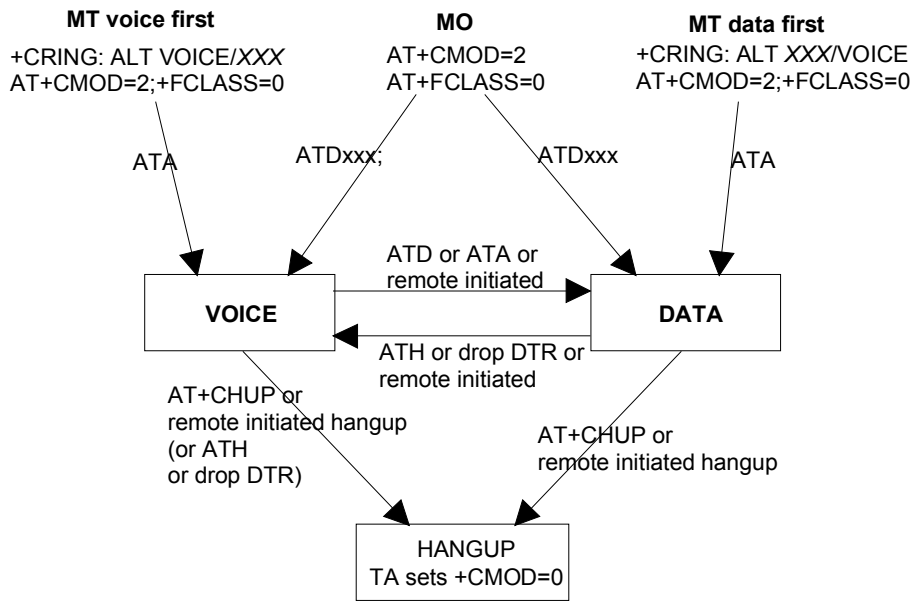 MT voice first
+CRING: ALT VOICE/XXX
AT+CMOD=2;+FCLASS=0
MO
AT+CMOD=2
AT+FCLASS=0
MT data first
+CRING: ALT XXX/VOICE
AT+CMOD=2;+FCLASS=0
ATA
ATDxxx;
ATDxxx
ATA
ATD or ATA or
remote initiated
VOICE
DATA
ATH or drop DTR or
remote initiated
AT+CHUP or
remote initiated hangup
(or ATH
or drop DTR)
AT+CHUP or
remote initiated hangup
HANGUP
TA sets +CMOD=0